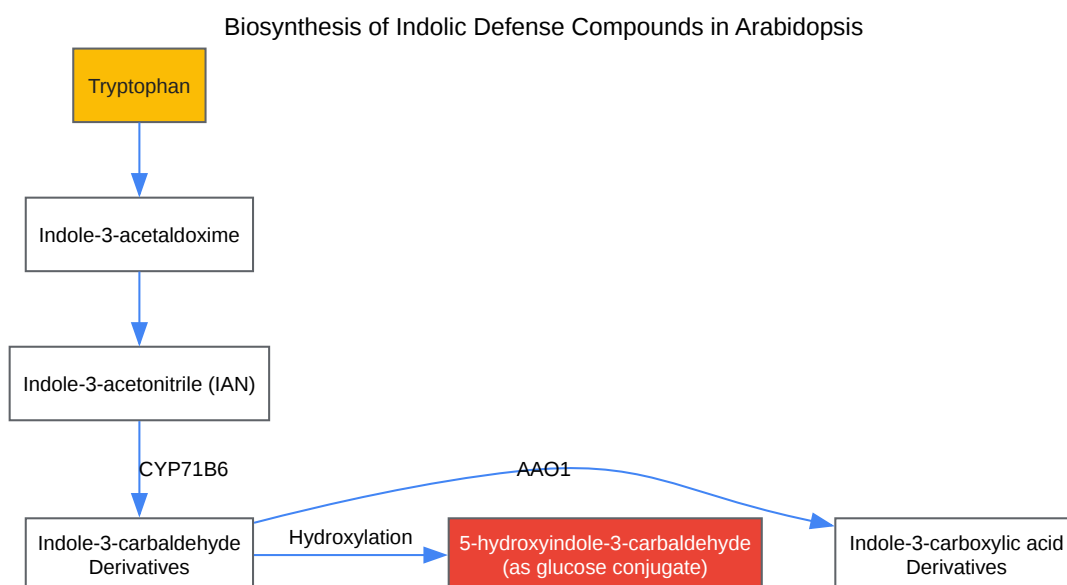 Biosynthesis of Indolic Defense Compounds in Arabidopsis
Tryptophan
Indole-3-acetaldoxime
Indole-3-acetonitrile (IAN)
CYP71B6
AAO1
Indole-3-carbaldehyde
Derivatives
Hydroxylation
5-hydroxyindole-3-carbaldehyde
(as glucose conjugate)
Indole-3-carboxylic acid
Derivatives